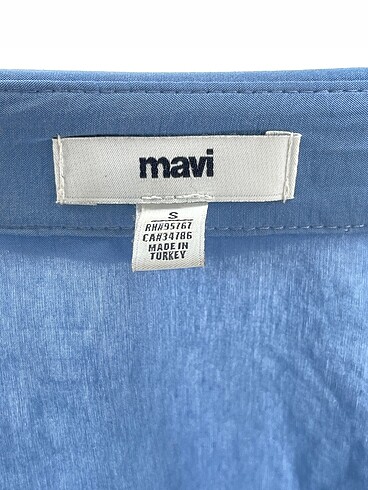 mavi
S
RN#95767
CA#34786
MADE IN
TURKEY